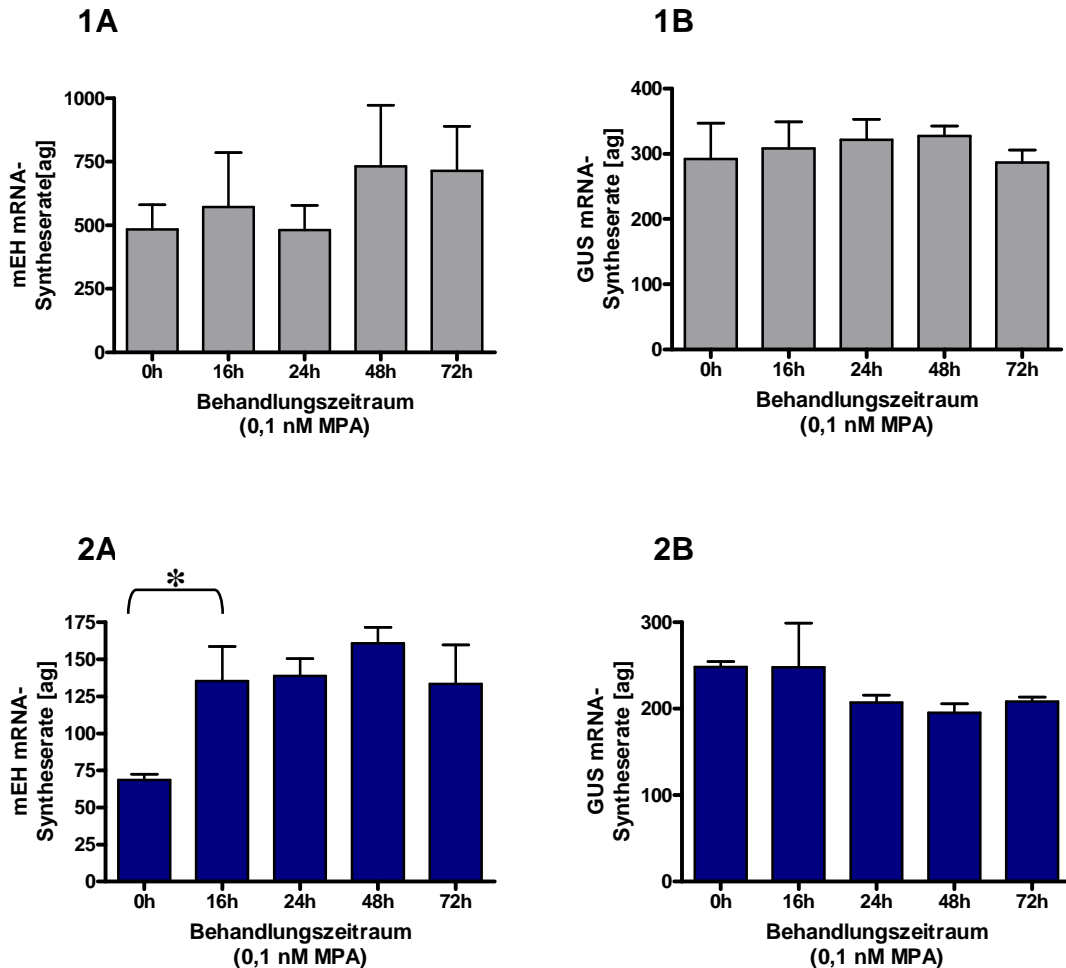 1A
mEH mRNA-
Syntheserate[ag]
1000
750
500
250
0
0h 16h 24h 48h 72h
Behandlungszeitraum
(0,1 nM MPA)
1B
GUS mRNA-
Syntheserate [ag]
400
300
200
100
0
0h 16h 24h 48h 72h
Behandlungszeitraum
(0,1 nM MPA)
2A
*
mEH mRNA-
Syntheserate [ag]
175
150
125
100
75
50
25
0
0h 16h 24h 48h 72h
Behandlungszeitraum
(0,1 nM MPA)
2B
GUS mRNA-
Syntheserate [ag]
300
200
100
0
0h 16h 24h 48h 72h
Behandlungszeitraum
(0,1 nM MPA)